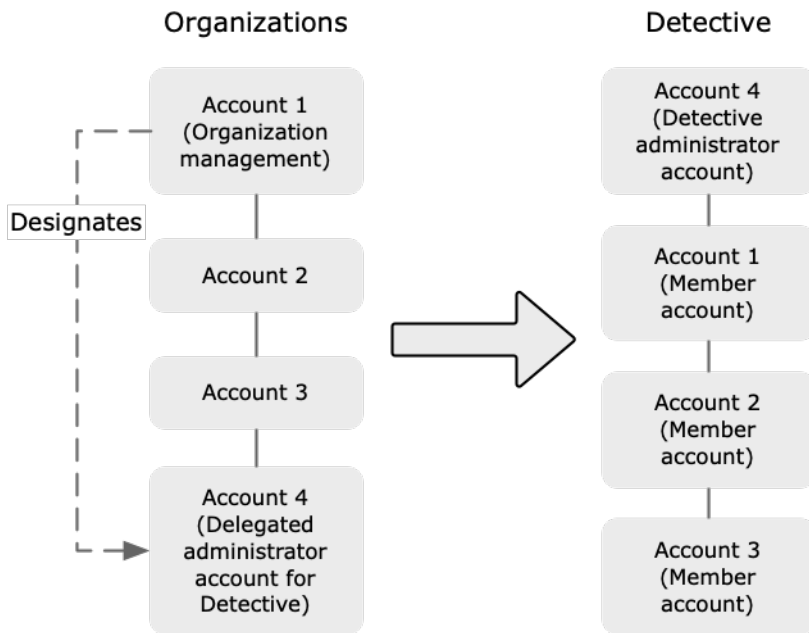 Organizations
Account 1
(Organization
management)
Designates
Account 2
Account 3
Account 4
(Delegated
administrator
account for
Detective)
Detective
Account 4
(Detective
administrator
account)
Account 1
(Member
account)
Account 2
(Member
account)
Account 3
(Member
account)